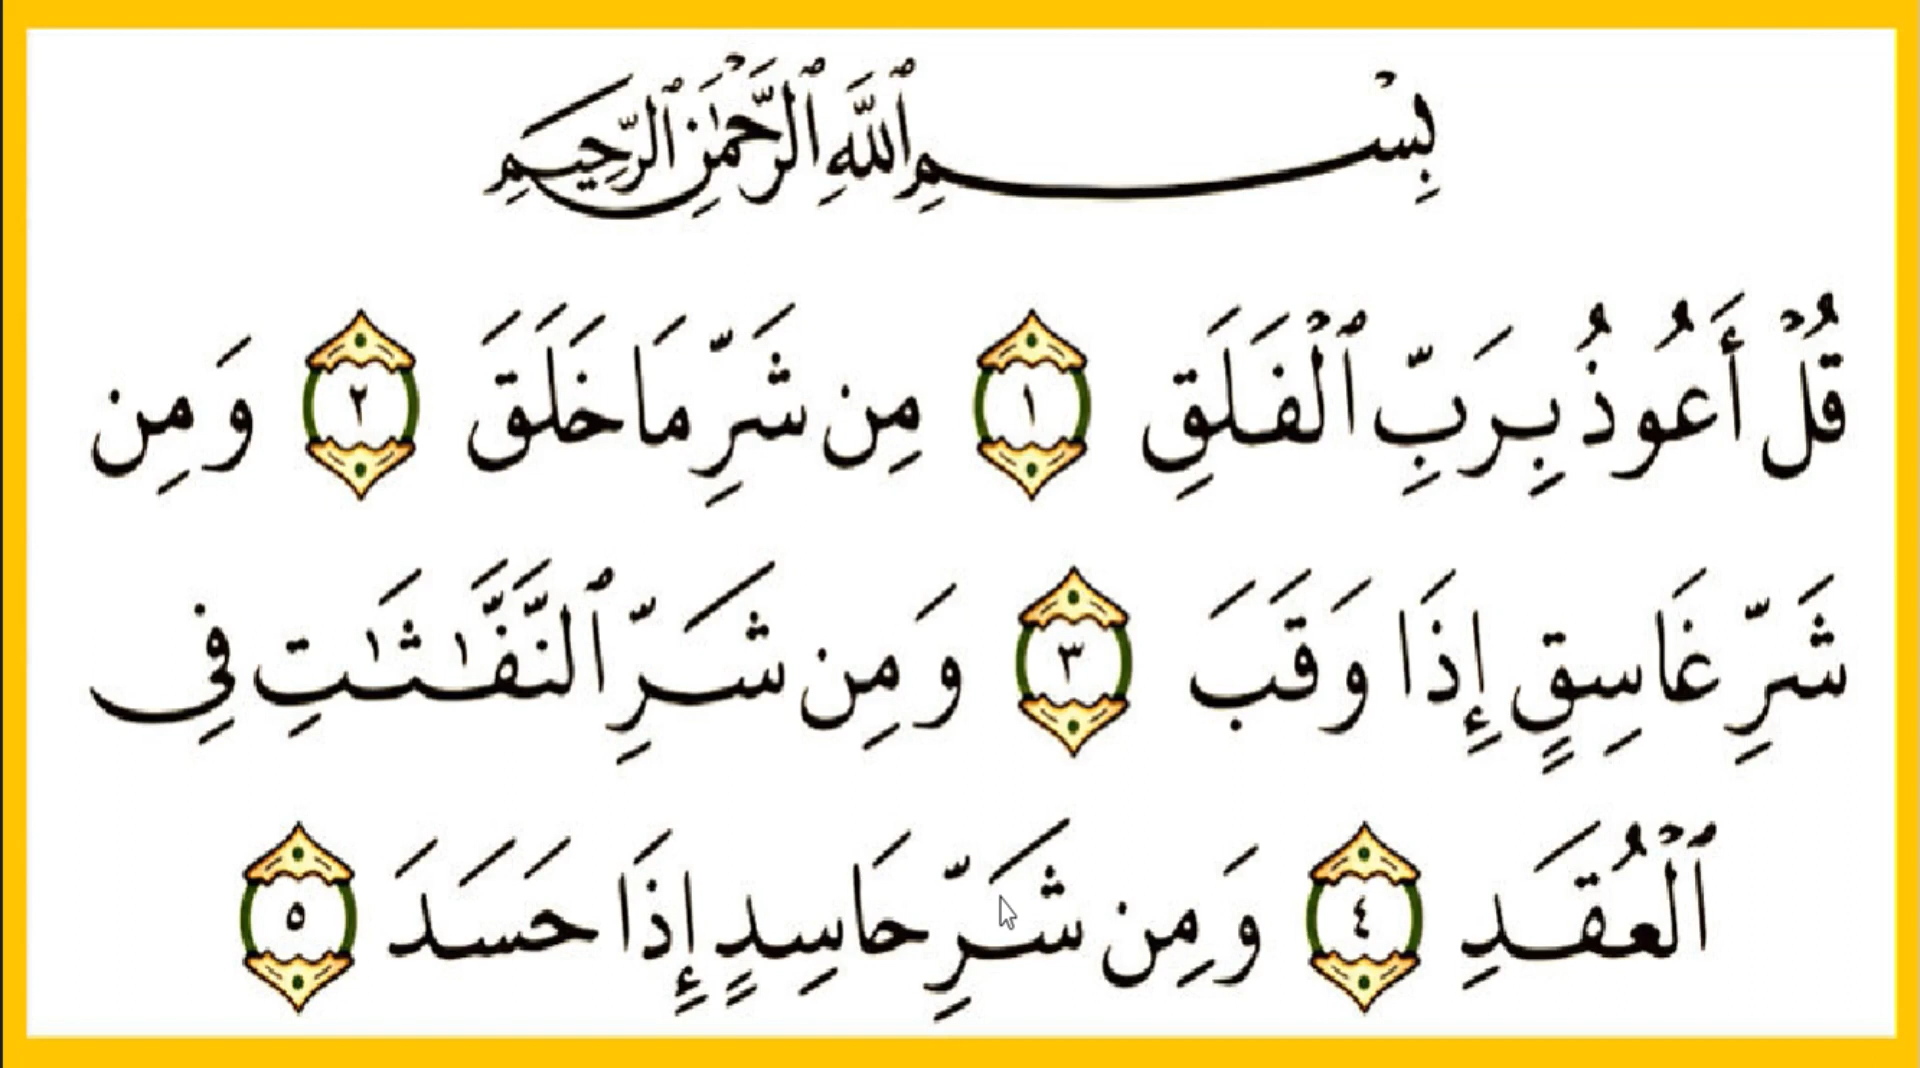 بِسْمِ ٱللَّهِ ٱلرَّحْمَٰنِ ٱلرَّحِيمِ
قُلْ أَعُوذُ بِرَبِّ ٱلْفَلَقِ ١ مِن شَرِّ مَا خَلَقَ ٢ وَمِن
شَرِّ غَاسِقٍ إِذَا وَقَبَ ٣ وَمِن شَرِّ ٱلنَّفَّٰثَٰتِ فِى
ٱلْعُقَدِ ٤ وَمِن شَرِّ حَاسِدٍ إِذَا حَسَدَ ٥